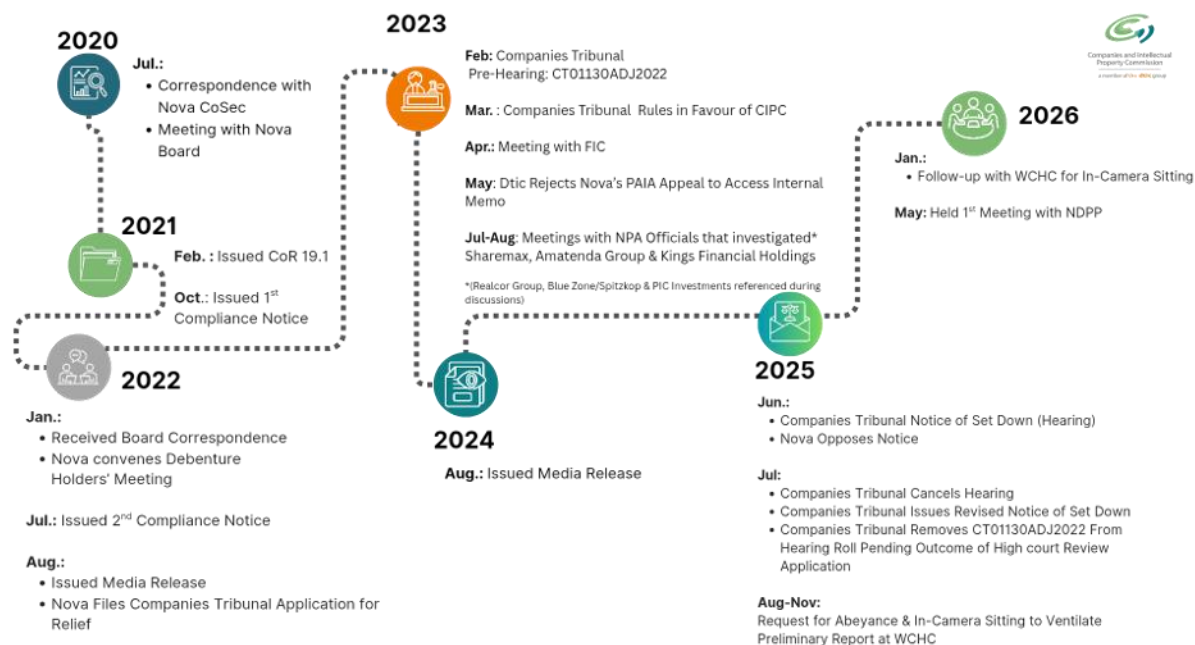 2020
Jul.:
• Correspondence with
Nova CoSec
• Meeting with Nova
Board
2021
Feb. : Issued CoR 19.1
Oct.: Issued 1st
Compliance Notice
2022
Jan.:
• Received Board Correspondence
• Nova convenes Debenture
Holders' Meeting
Jul.: Issued 2nd Compliance Notice
Aug.:
• Issued Media Release
• Nova Files Companies Tribunal Application for
Relief
2023
Feb: Companies Tribunal
Pre-Hearing: CT01130ADJ2022
Mar. : Companies Tribunal Rules in Favour of CIPC
Apr.: Meeting with FIC
May: Dtic Rejects Nova's PAIA Appeal to Access Internal
Memo
Jul-Aug: Meetings with NPA Officials that investigated*
Sharemax, Amatenda Group & Kings Financial Holdings
*(Realcor Group, Blue Zone/Spitzkop & PIC Investments referenced during
discussions)
2024
Aug.: Issued Media Release
2025
Jun.:
• Companies Tribunal Notice of Set Down (Hearing)
• Nova Opposes Notice
Jul:
• Companies Tribunal Cancels Hearing
• Companies Tribunal Issues Revised Notice of Set Down
• Companies Tribunal Removes CT01130ADJ2022 From
Hearing Roll Pending Outcome of High court Review
Application
Aug-Nov:
Request for Abeyance & In-Camera Sitting to Ventilate
Preliminary Report at WCHC
2026
Jan.:
• Follow-up with WCHC for In-Camera Sitting
May: Held 1st Meeting with NDPP
Companies and Intellectual
Property Commission
a member of the dtic group